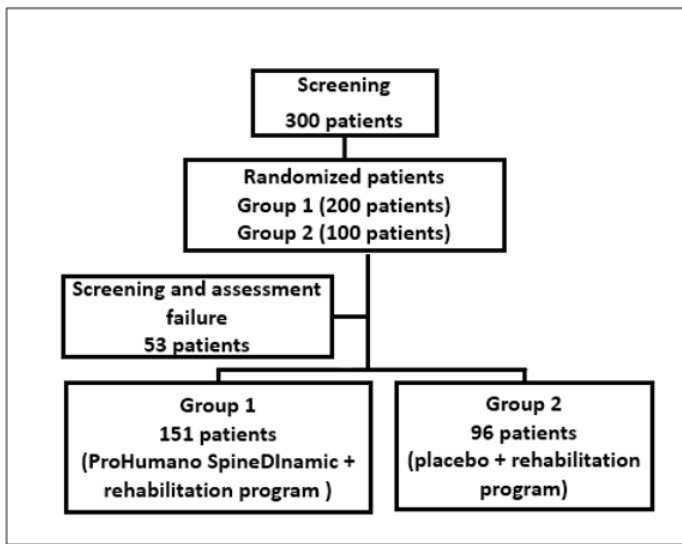 Screening
300 patients
Randomized patients
Group 1 (200 patients)
Group 2 (100 patients)
Screening and assessment
failure
53 patients
Group 1
151 patients
(ProHumano SpineDInamic +
rehabilitation program )
Group 2
96 patients
(placebo + rehabilitation
program)